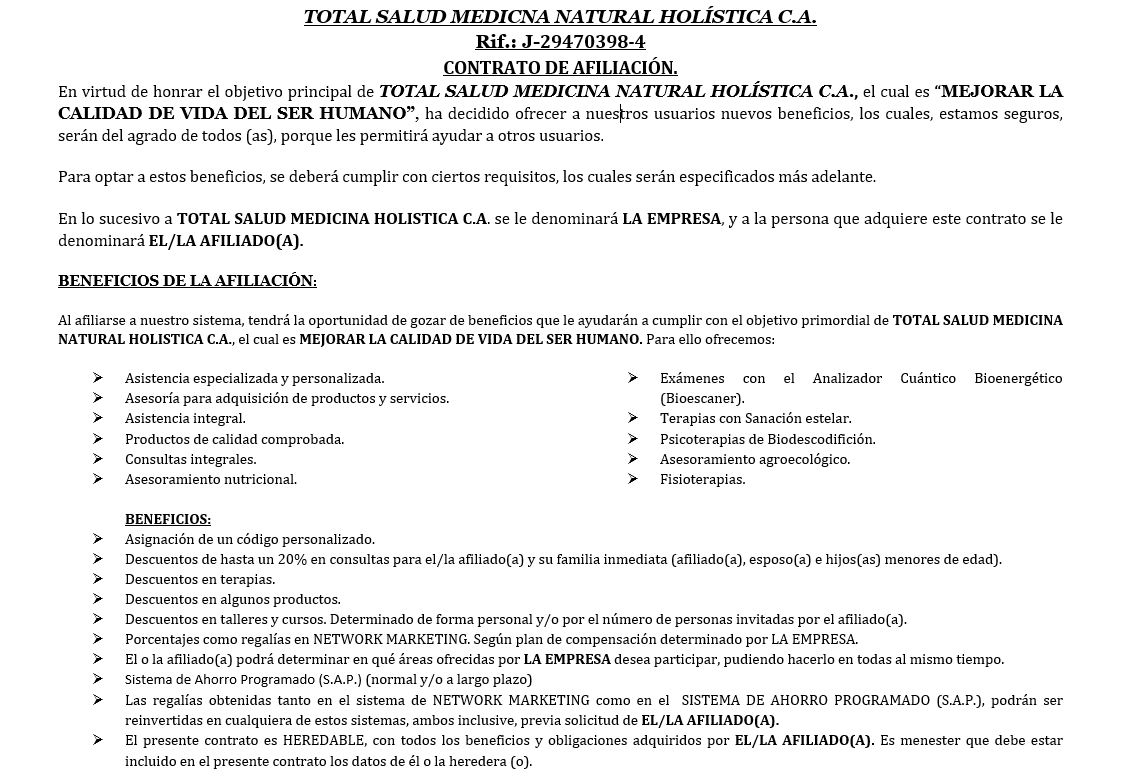 TOTAL SALUD MEDICNA NATURAL HOLÍSTICA C.A.
Rif.: J-29470398-4
CONTRATO DE AFILIACIÓN.
En virtud de honrar el objetivo principal de TOTAL SALUD MEDICINA NATURAL HOLÍSTICA C.A., el cual es “MEJORAR LA
CALIDAD DE VIDA DEL SER HUMANO”, ha decidido ofrecer a nuestros usuarios nuevos beneficios, los cuales, estamos seguros,
serán del agrado de todos (as), porque les permitirá ayudar a otros usuarios.
Para optar a estos beneficios, se deberá cumplir con ciertos requisitos, los cuales serán especificados más adelante.
En lo sucesivo a TOTAL SALUD MEDICINA HOLISTICA C.A. se le denominará LA EMPRESA, y a la persona que adquiere este contrato se le
denominará EL/LA AFILIADO(A).
BENEFICIOS DE LA AFILIACIÓN:
Al afiliarse a nuestro sistema, tendrá la oportunidad de gozar de beneficios que le ayudarán a cumplir con el objetivo primordial de TOTAL SALUD MEDICINA
NATURAL HOLISTICA C.A., el cual es MEJORAR LA CALIDAD DE VIDA DEL SER HUMANO. Para ello ofrecemos:
➢ Asistencia especializada y personalizada.
➢ Asesoría para adquisición de productos y servicios.
➢ Asistencia integral.
➢ Productos de calidad comprobada.
➢ Consultas integrales.
➢ Asesoramiento nutricional.
➢ Exámenes con el Analizador Cuántico Bioenergético
(Bioescaner).
➢ Terapias con Sanación estelar.
➢ Psicoterapias de Biodescodifición.
➢ Asesoramiento agroecológico.
➢ Fisioterapias.
BENEFICIOS:
➢ Asignación de un código personalizado.
➢ Descuentos de hasta un 20% en consultas para el/la afiliado(a) y su familia inmediata (afiliado(a), esposo(a) e hijos(as) menores de edad).
➢ Descuentos en terapias.
➢ Descuentos en algunos productos.
➢ Descuentos en talleres y cursos. Determinado de forma personal y/o por el número de personas invitadas por el afiliado(a).
➢ Porcentajes como regalías en NETWORK MARKETING. Según plan de compensación determinado por LA EMPRESA.
➢ El o la afiliado(a) podrá determinar en qué áreas ofrecidas por LA EMPRESA desea participar, pudiendo hacerlo en todas al mismo tiempo.
➢ Sistema de Ahorro Programado (S.A.P.) (normal y/o a largo plazo)
➢ Las regalías obtenidas tanto en el sistema de NETWORK MARKETING como en el SISTEMA DE AHORRO PROGRAMADO (S.A.P.), podrán ser
reinvertidas en cualquiera de estos sistemas, ambos inclusive, previa solicitud de EL/LA AFILIADO(A).
➢ El presente contrato es HEREDABLE, con todos los beneficios y obligaciones adquiridos por EL/LA AFILIADO(A). Es menester que debe estar
incluido en el presente contrato los datos de él o la heredera (o).